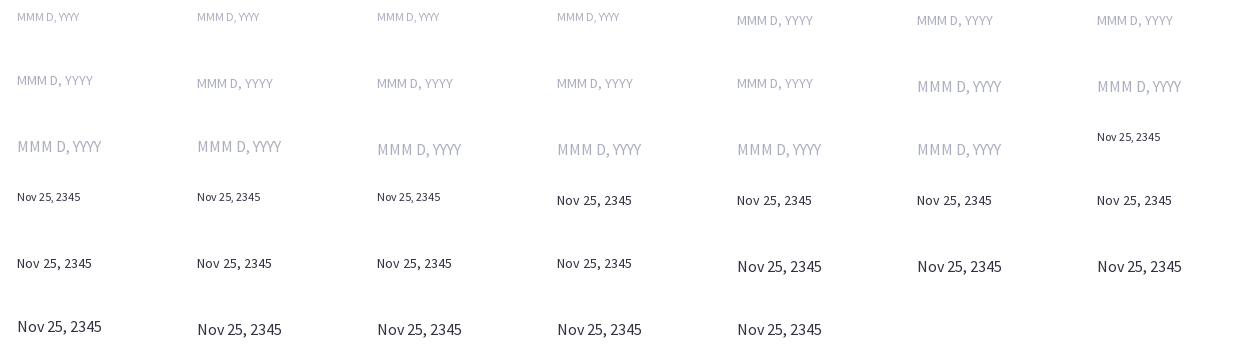 MMM D, YYYY MMM D, YYYY MMM D, YYYY MMM D, YYYY MMM D, YYYY MMM D, YYYY MMM D, YYYY
MMM D, YYYY MMM D, YYYY MMM D, YYYY MMM D, YYYY MMM D, YYYY MMM D, YYYY MMM D, YYYY
MMM D, YYYY MMM D, YYYY MMM D, YYYY MMM D, YYYY MMM D, YYYY MMM D, YYYY Nov 25, 2345
Nov 25, 2345 Nov 25, 2345 Nov 25, 2345 Nov 25, 2345 Nov 25, 2345 Nov 25, 2345 Nov 25, 2345
Nov 25, 2345 Nov 25, 2345 Nov 25, 2345 Nov 25, 2345 Nov 25, 2345 Nov 25, 2345 Nov 25, 2345
Nov 25, 2345 Nov 25, 2345 Nov 25, 2345 Nov 25, 2345 Nov 25, 2345